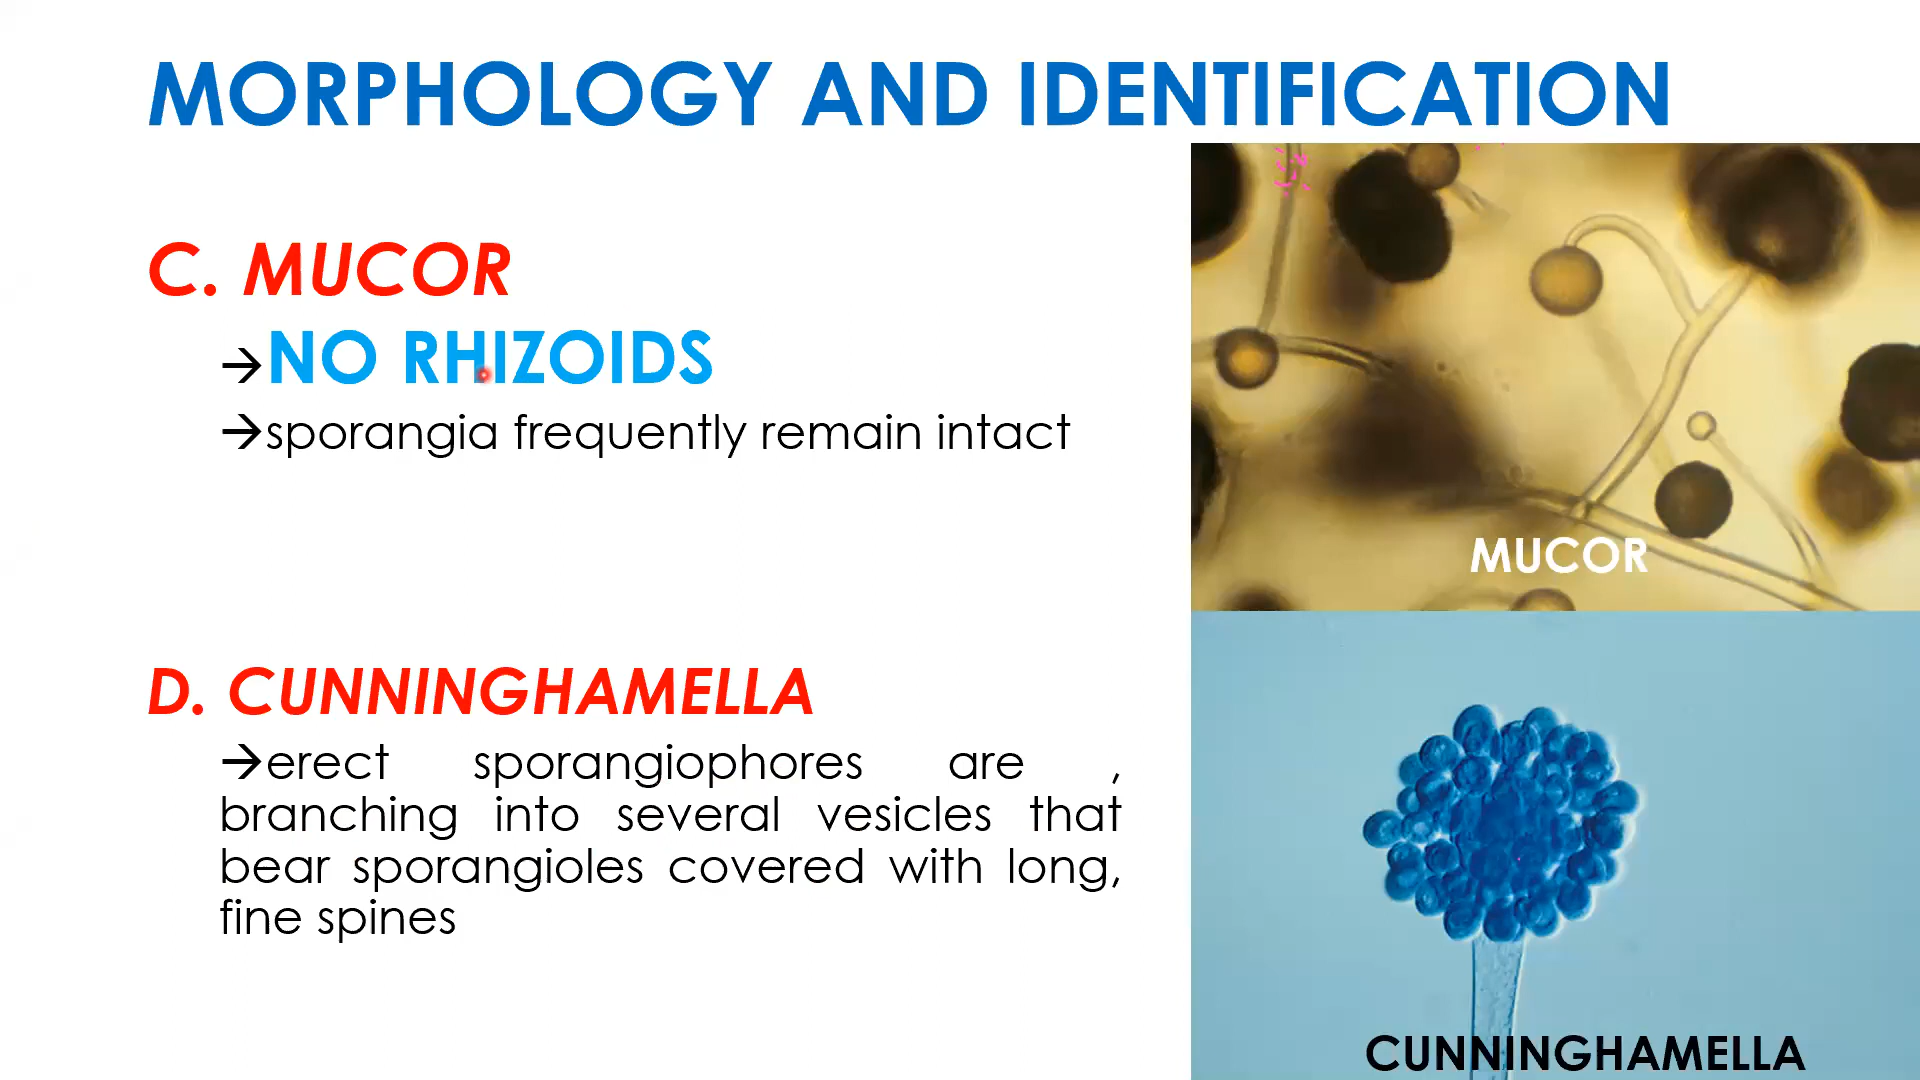 MORPHOLOGY AND IDENTIFICATION
C. MUCOR
→NO RHIZOIDS
→sporangia frequently remain intact
MUCOR
D. CUNNINGHAMELLA
→erect sporangiophores are ,
branching into several vesicles that
bear sporangioles covered with long,
fine spines
CUNNINGHAMELLA